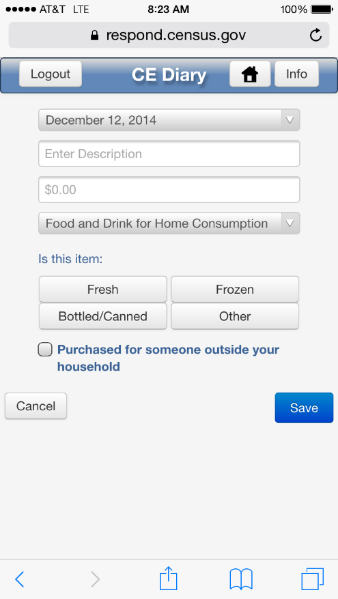 AT&T LTE 8:23 AM 100%
respond.census.gov
Logout CE Diary Info
December 12, 2014
Enter Description
$0.00
Food and Drink for Home Consumption
Is this item:
Fresh Frozen
Bottled/Canned Other
Purchased for someone outside your
household
Cancel Save